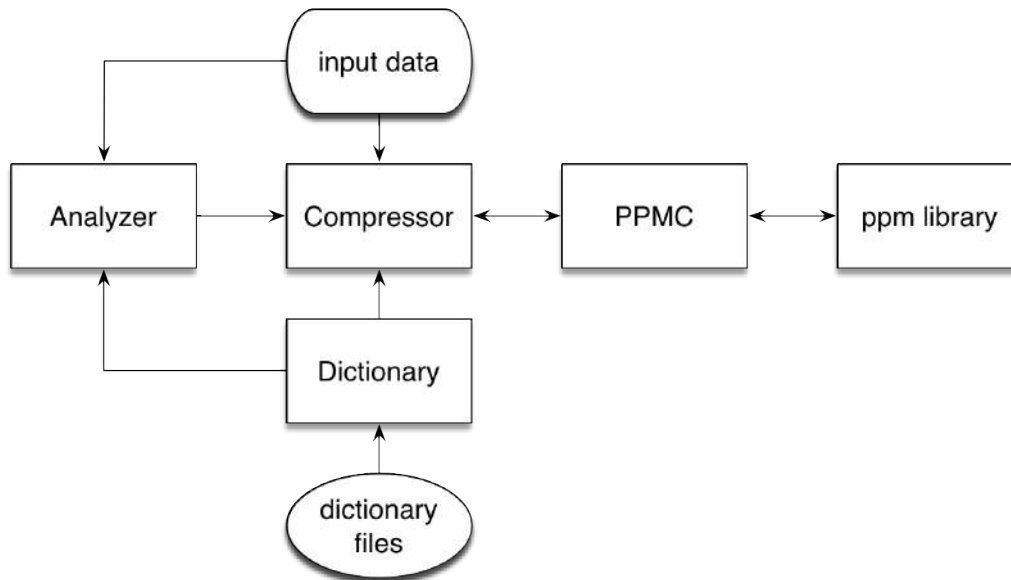 input data
Analyzer
Compressor
PPMC
ppm library
Dictionary
dictionary
files